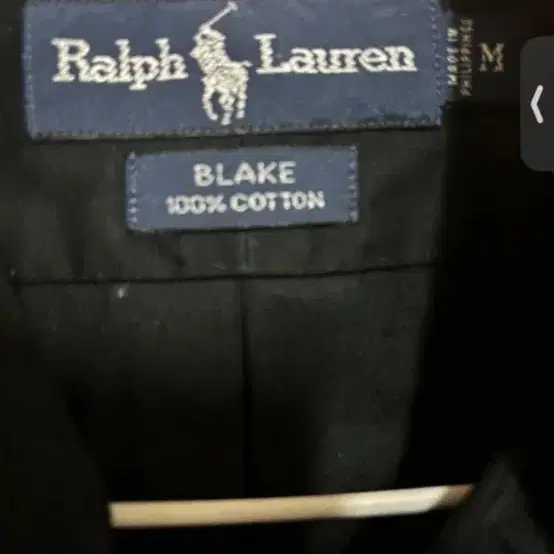 Ralph Lauren
MADE IN
PHILIPPINES
M
BLAKE
100% COTTON